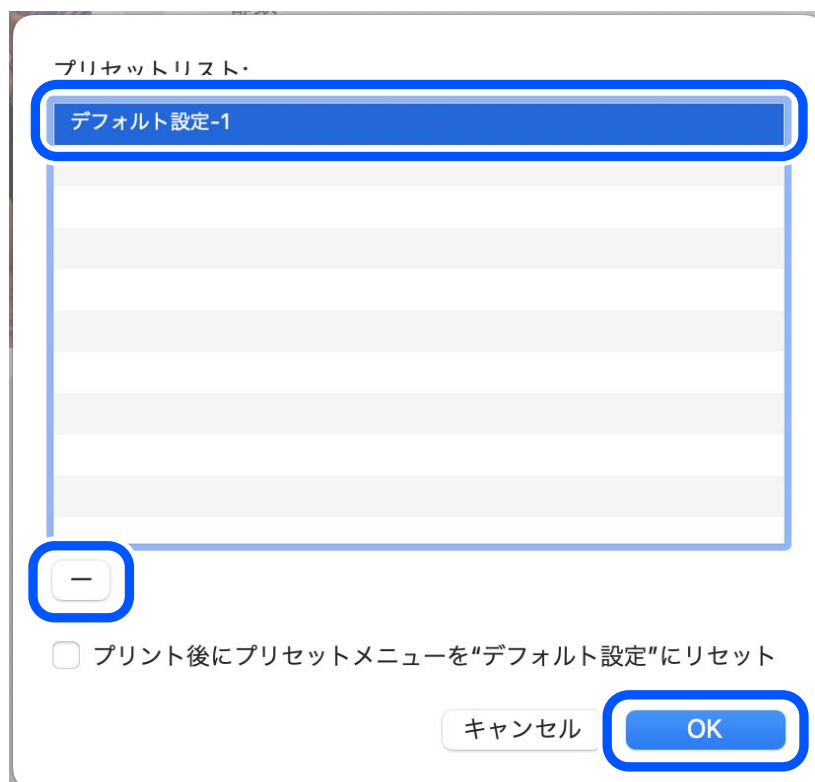 プリセットリスト:
デフォルト設定-1
−
プリント後にプリセットメニューを“デフォルト設定”にリセット
キャンセル
OK